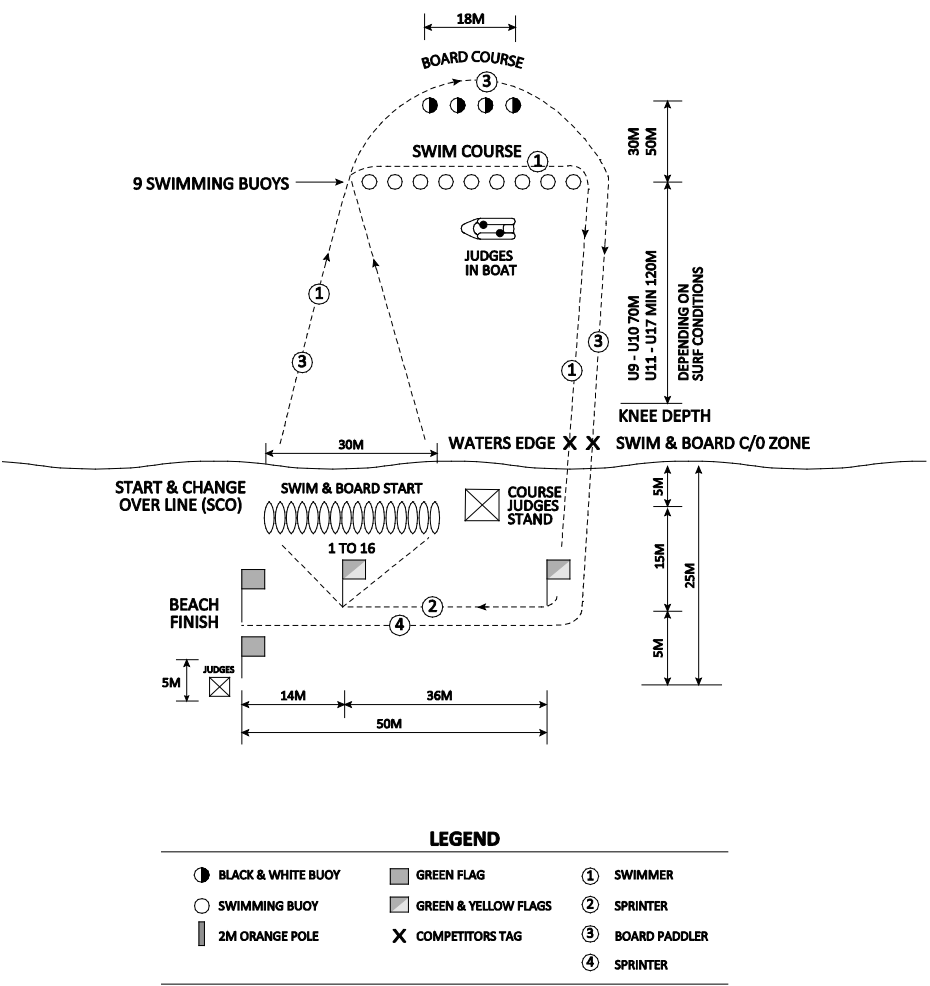 18M
BOARD COURSE
3
30M
50M
SWIM COURSE
1
9 SWIMMING BUOYS
JUDGES
IN BOAT
1
3
3
1
U9 - U10 70M
U11 - U17 MIN 120M
DEPENDING ON
SURF CONDITIONS
KNEE DEPTH
30M
WATERS EDGE X X SWIM & BOARD C/0 ZONE
START & CHANGE
OVER LINE (SCO)
SWIM & BOARD START
COURSE
JUDGES
STAND
5M
1 TO 16
15M
25M
BEACH
FINISH
2
4
5M
JUDGES
5M
14M
36M
50M
LEGEND
BLACK & WHITE BUOY
GREEN FLAG
1 SWIMMER
SWIMMING BUOY
GREEN & YELLOW FLAGS
2 SPRINTER
2M ORANGE POLE
X COMPETITORS TAG
3 BOARD PADDLER
4 SPRINTER